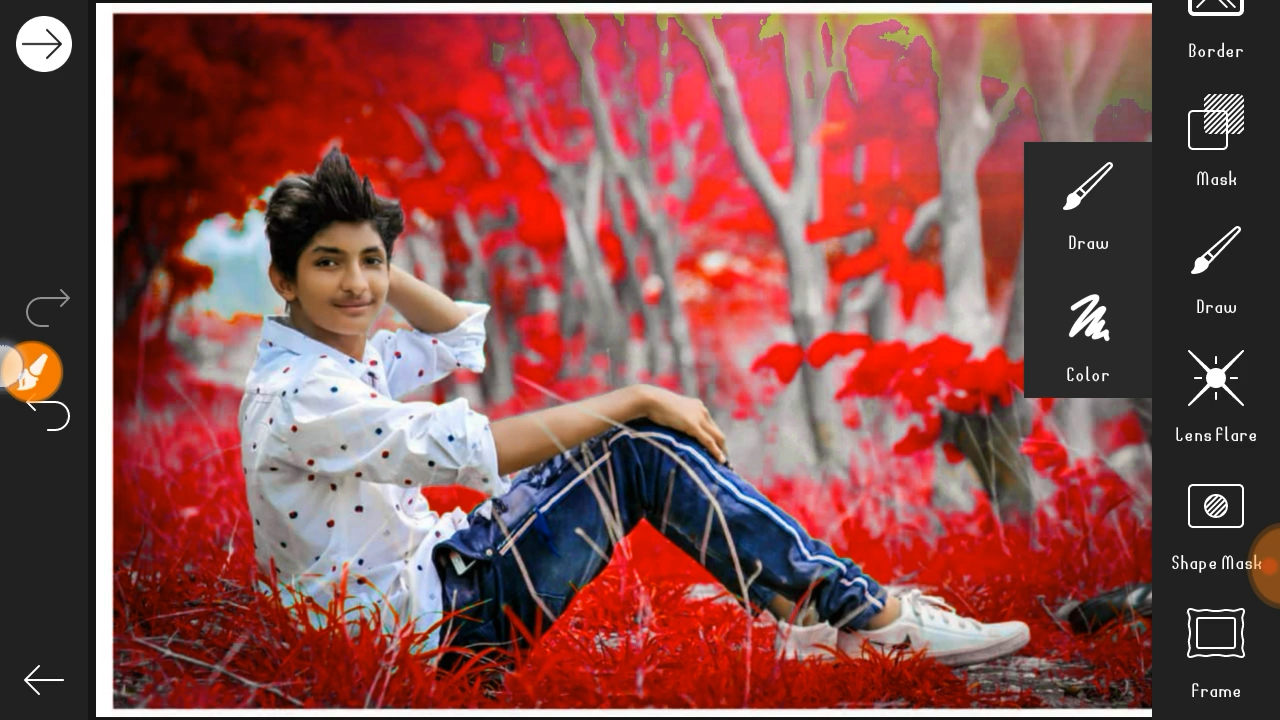 Border
Mask
Draw
Color
Draw
Lens Flare
Shape Mask
Frame